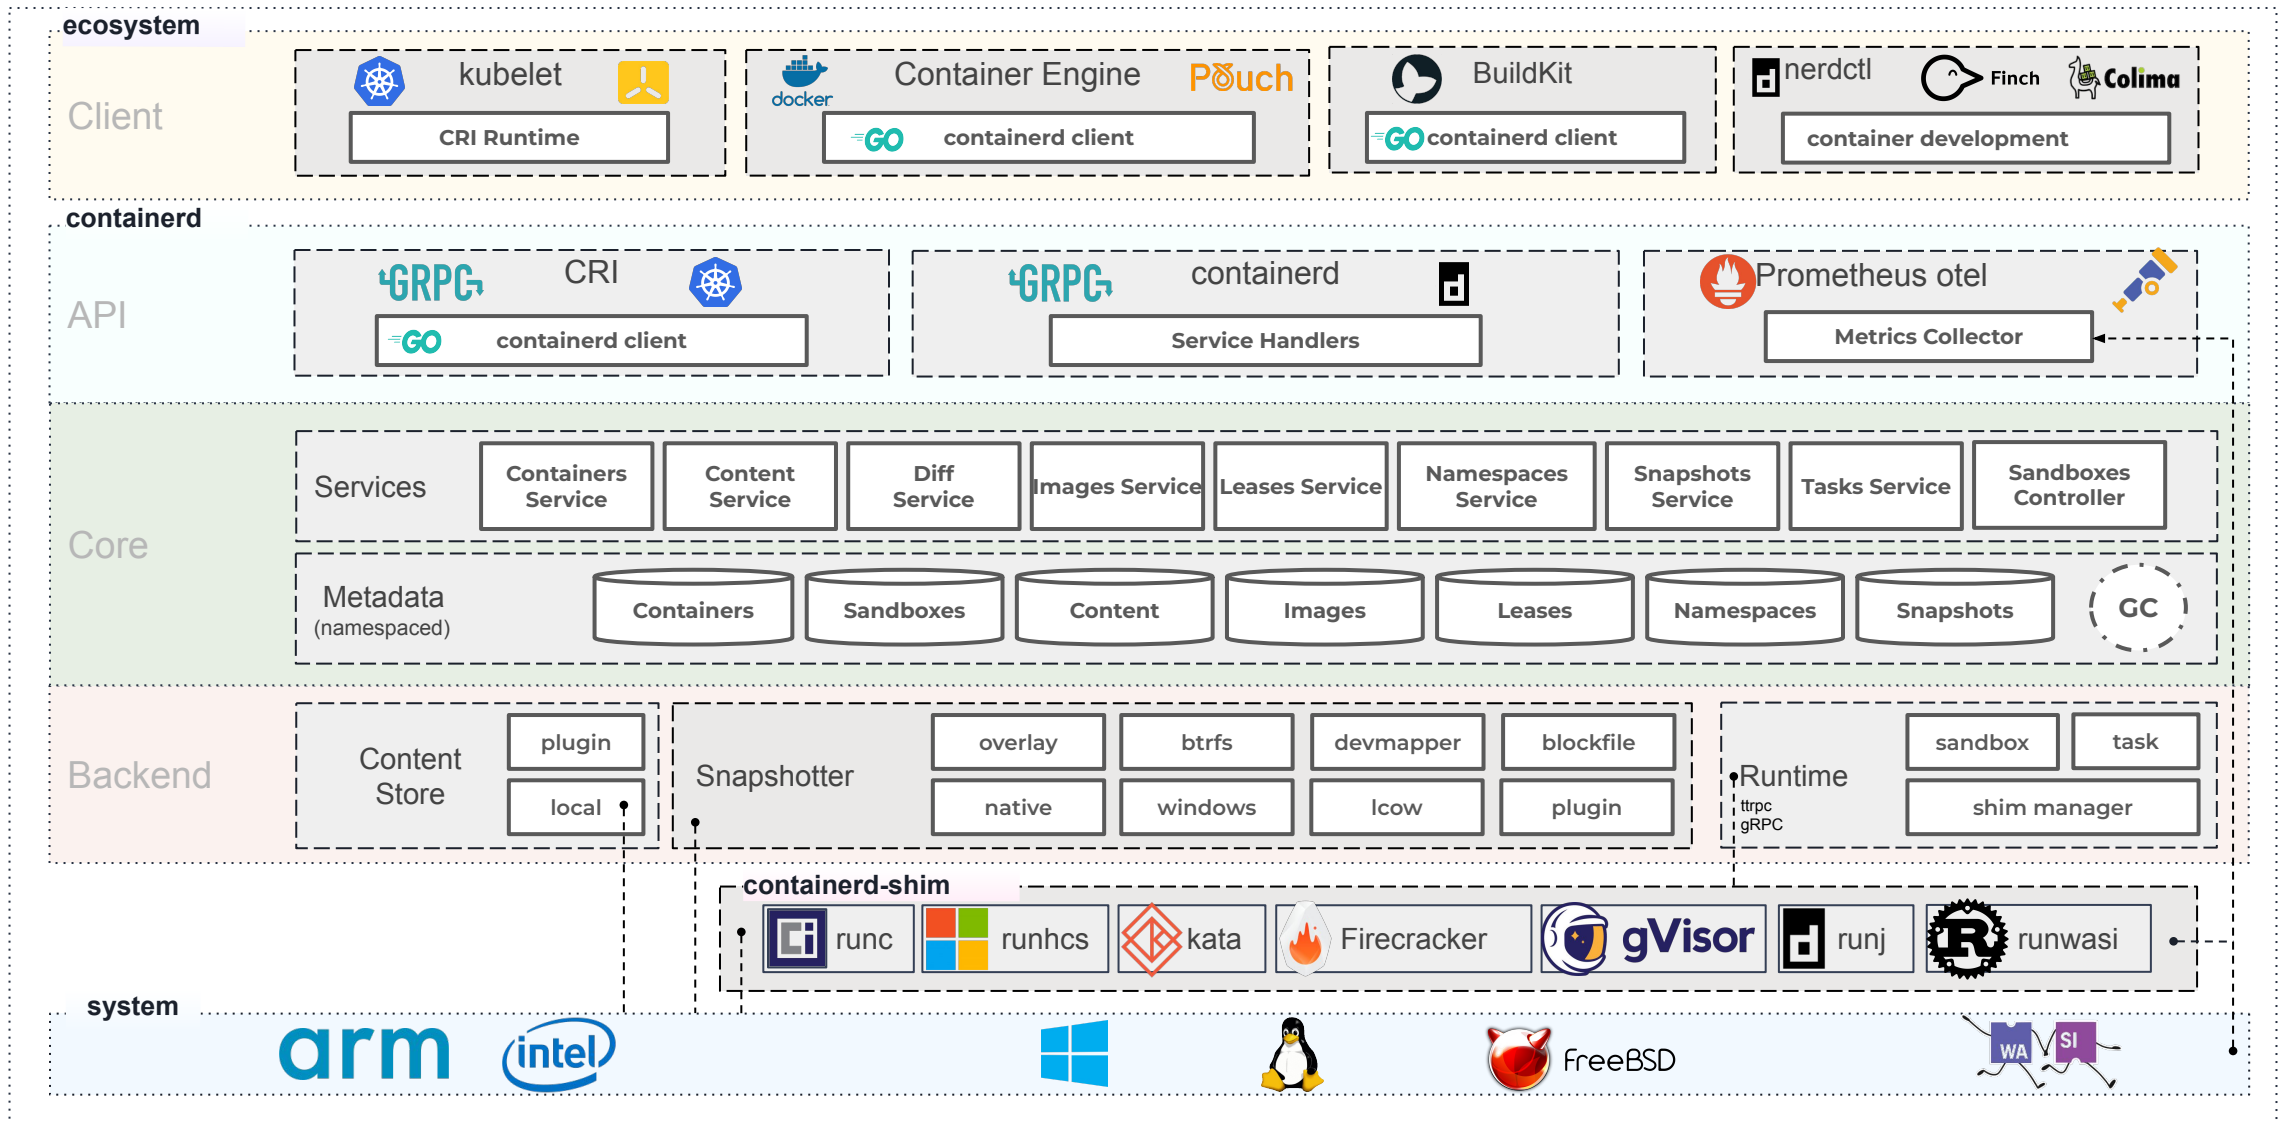 ecosystem
Client
kubelet
CRI Runtime
docker
Container Engine
Pouch
GO containerd client
BuildKit
GO containerd client
nerdctl
Finch
Colima
container development
containerd
API
GRPC
CRI
GO containerd client
GRPC
containerd
Service Handlers
Prometheus otel
Metrics Collector
Core
Services
Containers
Service
Content
Service
Diff
Service
Images Service
Leases Service
Namespaces
Service
Snapshots
Service
Tasks Service
Sandboxes
Controller
Metadata
(namespaced)
Containers
Sandboxes
Content
Images
Leases
Namespaces
Snapshots
GC
Backend
Content
Store
plugin
local
Snapshotter
overlay
btrfs
devmapper
blockfile
native
windows
lcow
plugin
Runtime
ttrpc
gRPC
sandbox
task
shim manager
containerd-shim
Ci
runc
runhcs
kata
Firecracker
gVisor
runj
R
runwasi
system
arm
intel
FreeBSD
WA
SI